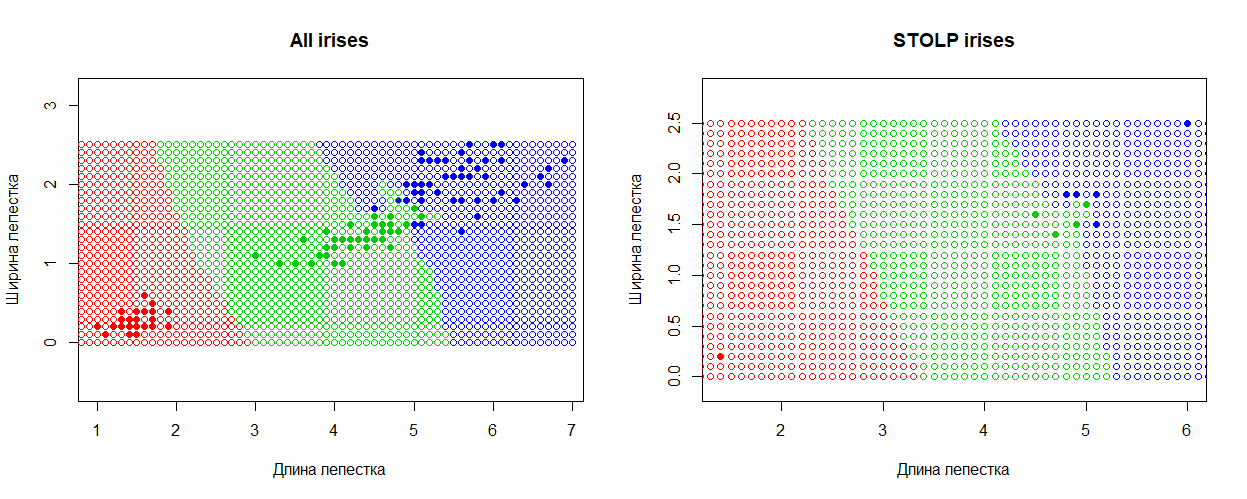 All irises
Ширина лепестка
3
2
1
0
1 2 3 4 5 6 7
Длина лепестка
STOLP irises
Ширина лепестка
2.5
2.0
1.5
1.0
0.5
0.0
2 3 4 5 6
Длина лепестка